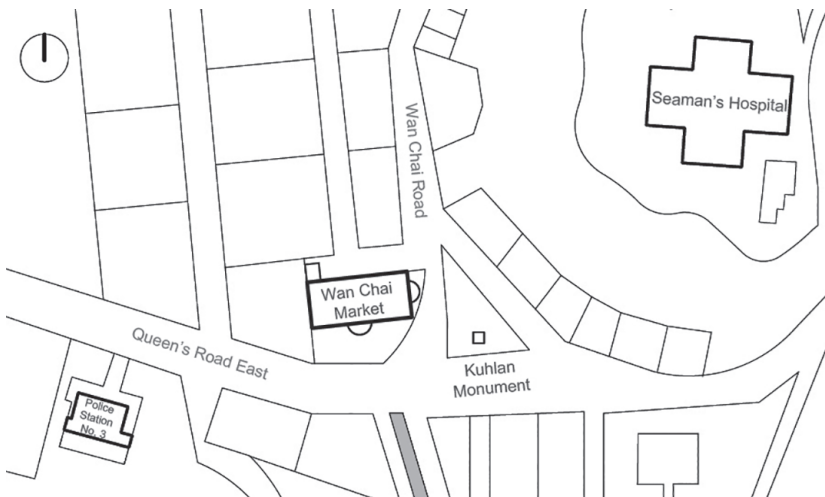 Seaman's Hospital
Wan Chai Road
Wan Chai
Market
Queen's Road East
Kuhlan
Monument
Police
Station
No. 3